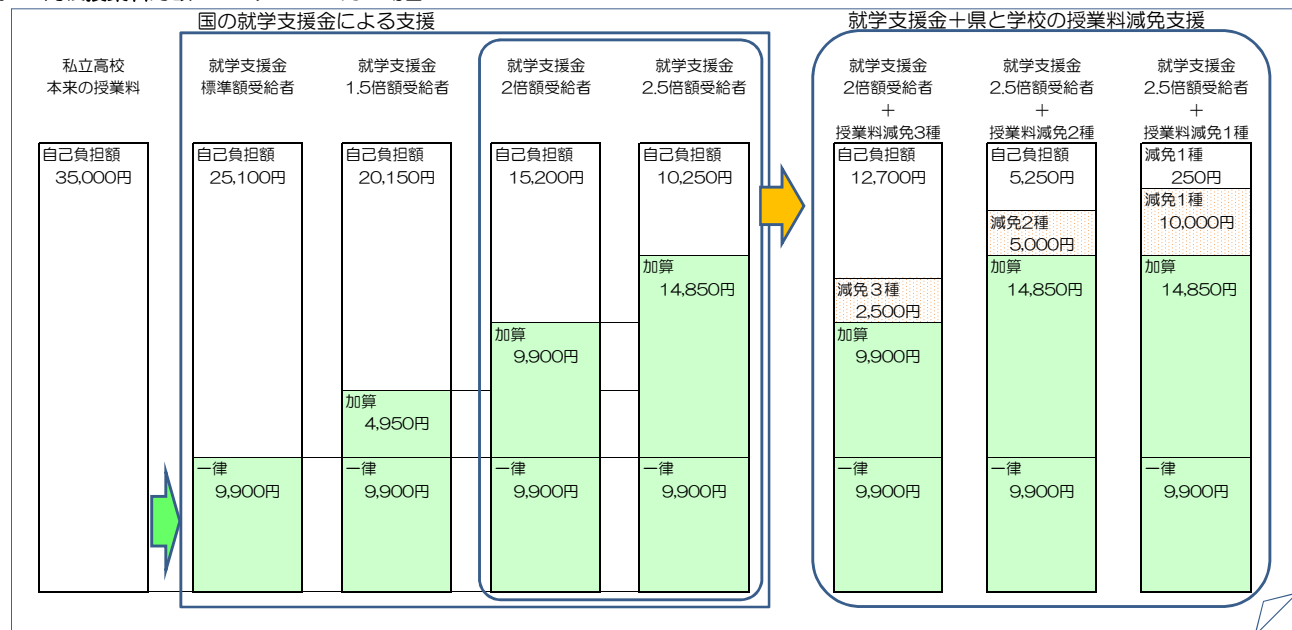 国の就学支援金による支援
就学支援金+県と学校の授業料減免支援
私立高校
本来の授業料
就学支援金
標準額受給者
就学支援金
1.5倍額受給者
就学支援金
2倍額受給者
就学支援金
2.5倍額受給者
就学支援金
2倍額受給者
+
授業料減免3種
就学支援金
2.5倍額受給者
+
授業料減免2種
就学支援金
2.5倍額受給者
+
授業料減免1種
自己負担額
35,000円
自己負担額
25,100円
一律
9,900円
自己負担額
20,150円
加算
4,950円
一律
9,900円
自己負担額
15,200円
加算
9,900円
一律
9,900円
自己負担額
10,250円
加算
14,850円
一律
9,900円
自己負担額
12,700円
減免3種
2,500円
加算
9,900円
一律
9,900円
自己負担額
5,250円
減免2種
5,000円
加算
14,850円
一律
9,900円
減免1種
250円
減免1種
10,000円
加算
14,850円
一律
9,900円